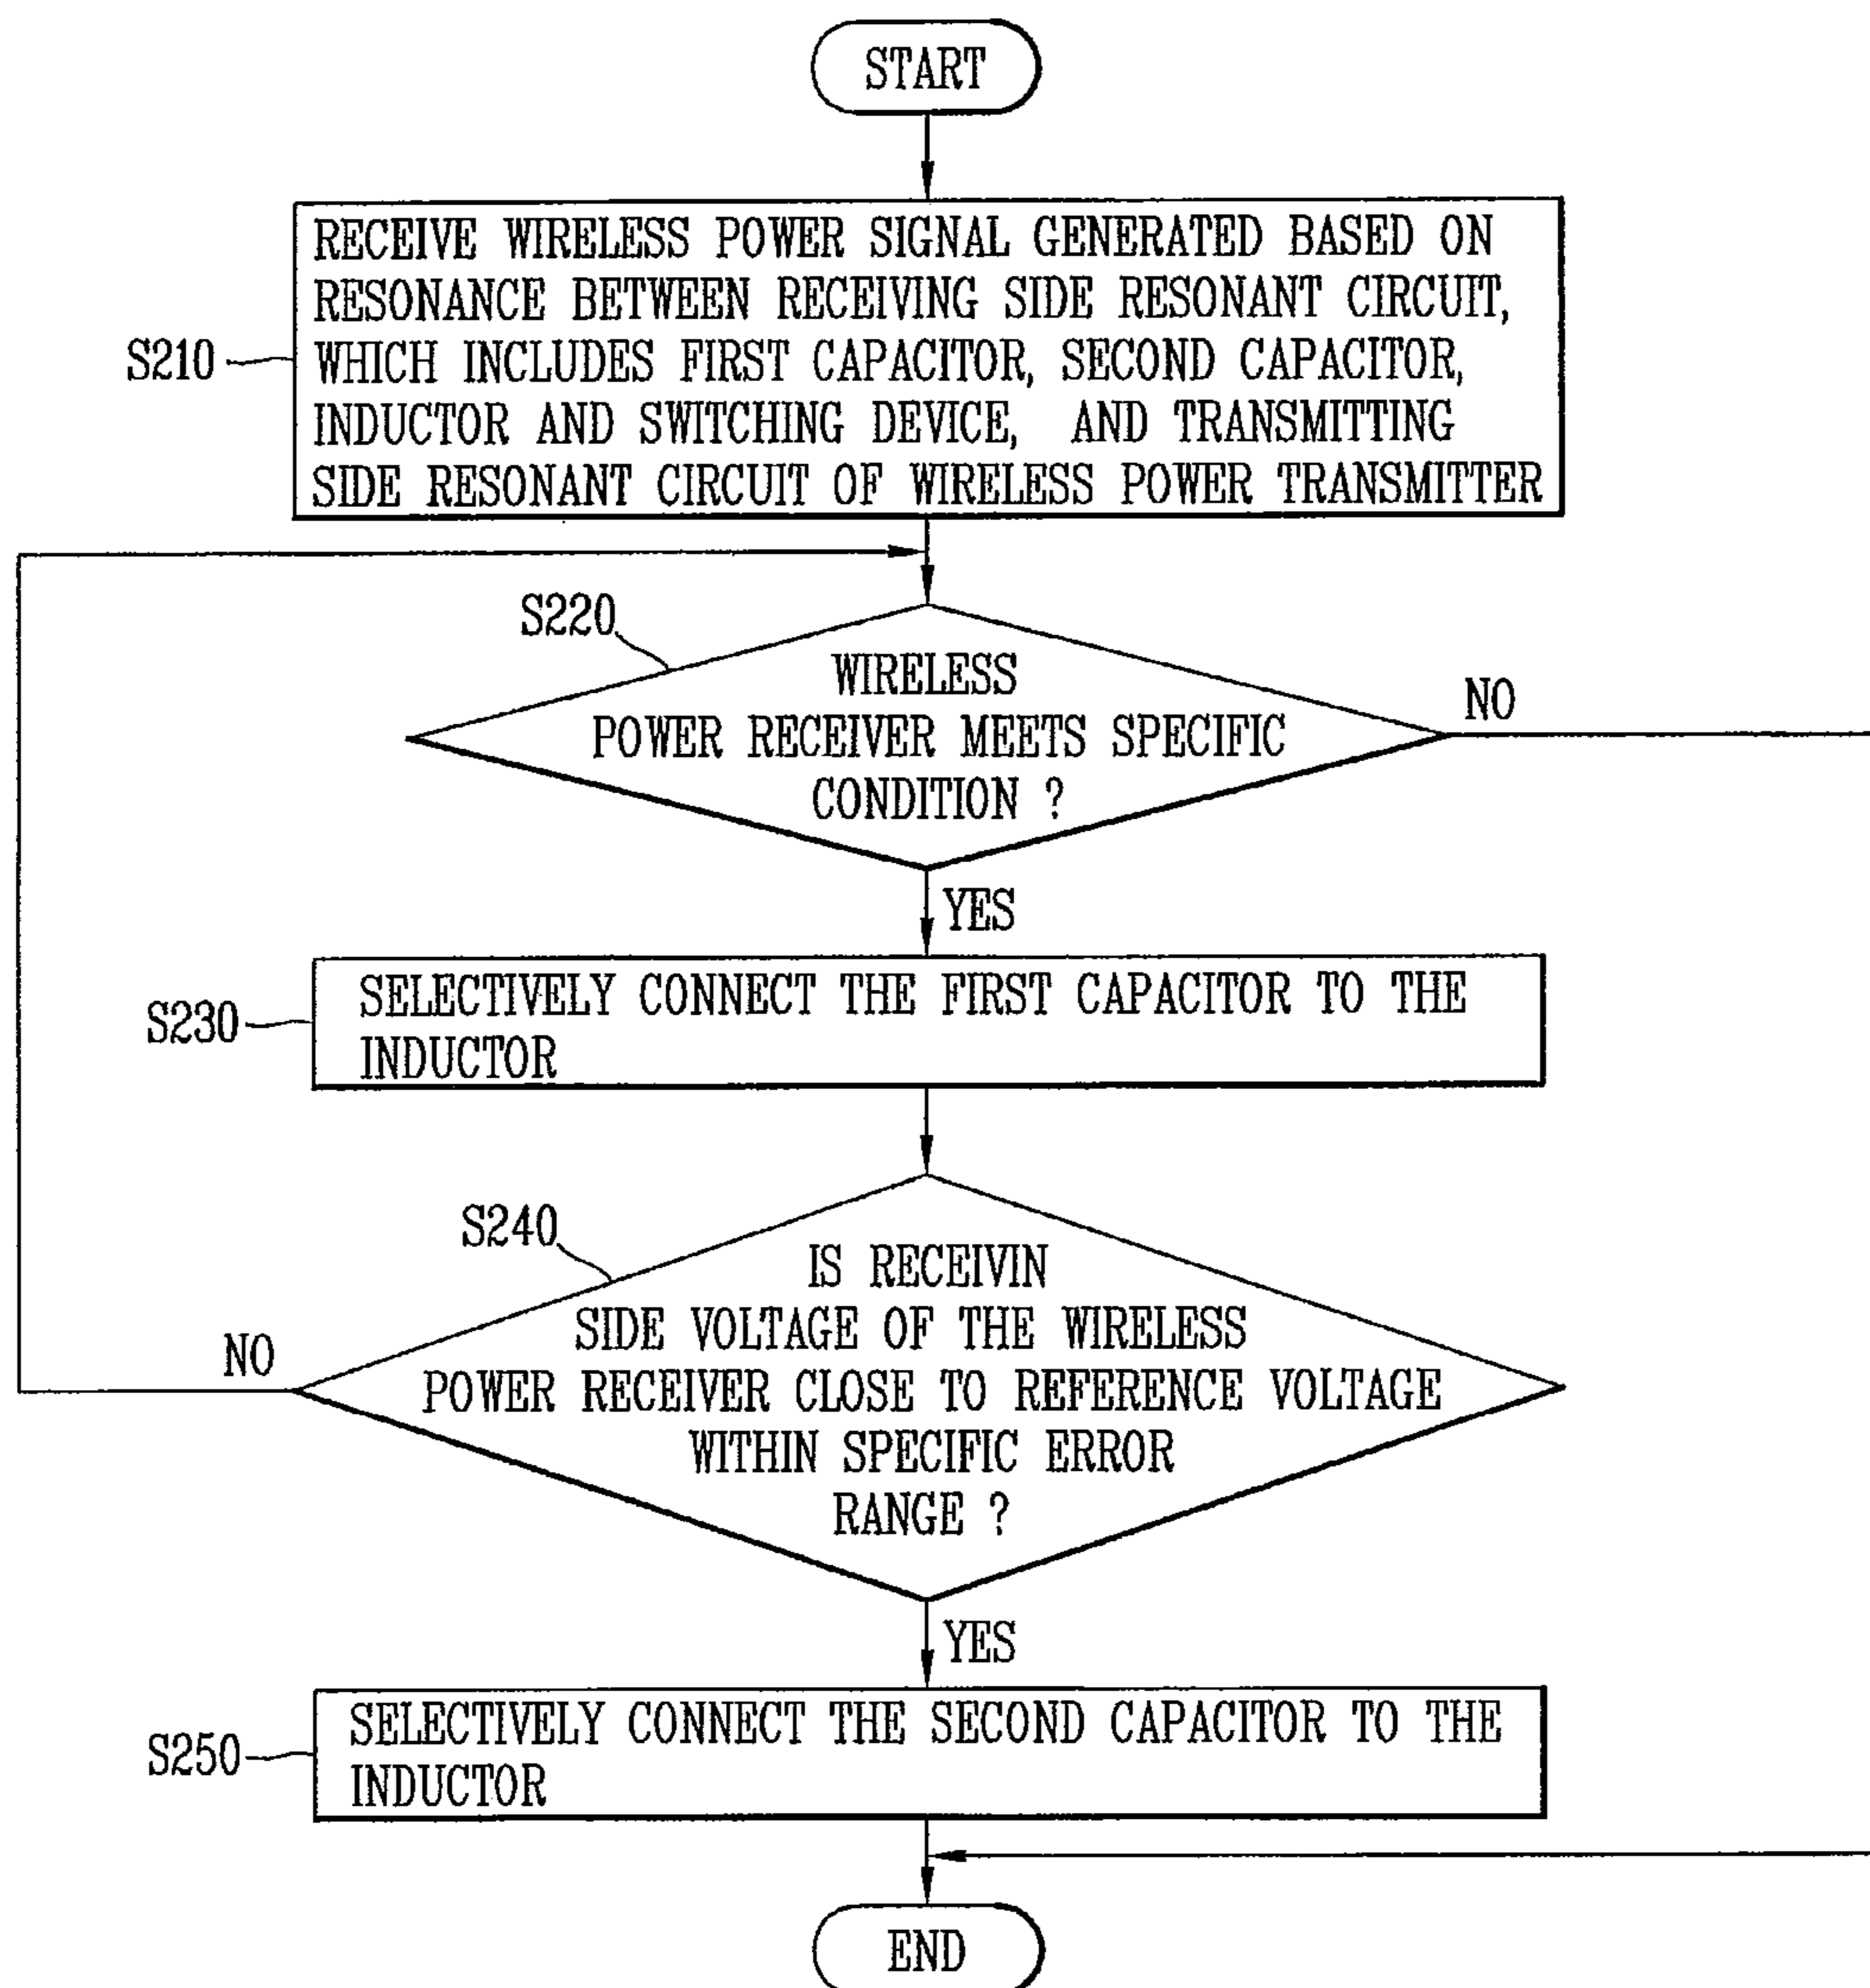 START
RECEIVE WIRELESS POWER SIGNAL GENERATED BASED ON
RESONANCE BETWEEN RECEIVING SIDE RESONANT CIRCUIT,
WHICH INCLUDES FIRST CAPACITOR, SECOND CAPACITOR,
INDUCTOR AND SWITCHING DEVICE, AND TRANSMITTING
SIDE RESONANT CIRCUIT OF WIRELESS POWER TRANSMITTER
S210
S220
WIRELESS
POWER RECEIVER MEETS SPECIFIC
CONDITION ?
NO
YES
S230
SELECTIVELY CONNECT THE FIRST CAPACITOR TO THE
INDUCTOR
S240
IS RECEIVIN
SIDE VOLTAGE OF THE WIRELESS
POWER RECEIVER CLOSE TO REFERENCE VOLTAGE
WITHIN SPECIFIC ERROR
RANGE ?
NO
YES
S250
SELECTIVELY CONNECT THE SECOND CAPACITOR TO THE
INDUCTOR
END